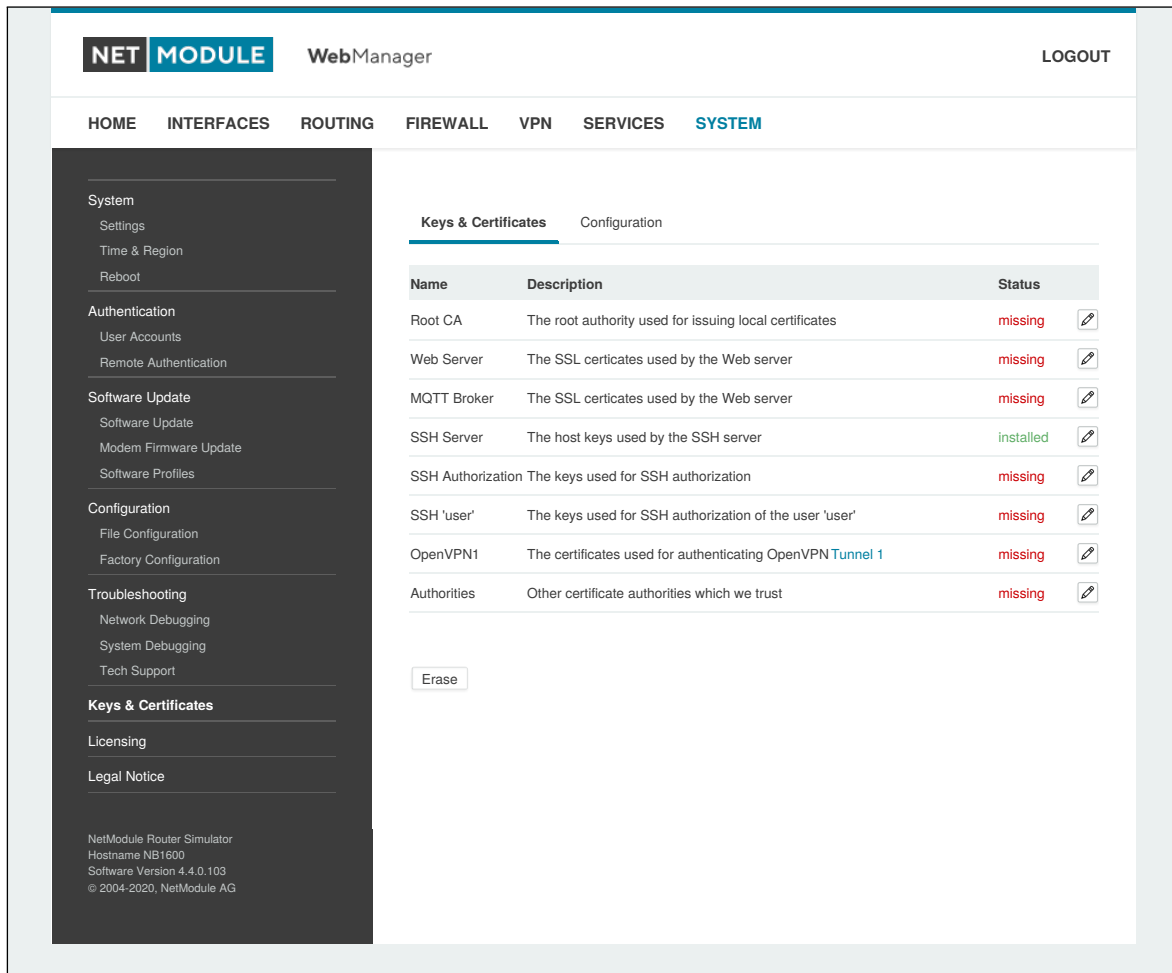 NET MODULE WebManager LOGOUT
HOME INTERFACES ROUTING FIREWALL VPN SERVICES SYSTEM
System
Settings
Time & Region
Reboot
Authentication
User Accounts
Remote Authentication
Software Update
Software Update
Modem Firmware Update
Software Profiles
Configuration
File Configuration
Factory Configuration
Troubleshooting
Network Debugging
System Debugging
Tech Support
Keys & Certificates
Licensing
Legal Notice
NetModule Router Simulator
Hostname NB1600
Software Version 4.4.0.103
© 2004-2020, NetModule AG
Keys & Certificates Configuration
Name Description Status
Root CA The root authority used for issuing local certificates missing
Web Server The SSL certicates used by the Web server missing
MQTT Broker The SSL certicates used by the Web server missing
SSH Server The host keys used by the SSH server installed
SSH Authorization The keys used for SSH authorization missing
SSH 'user' The keys used for SSH authorization of the user 'user' missing
OpenVPN1 The certificates used for authenticating OpenVPN Tunnel 1 missing
Authorities Other certificate authorities which we trust missing
Erase